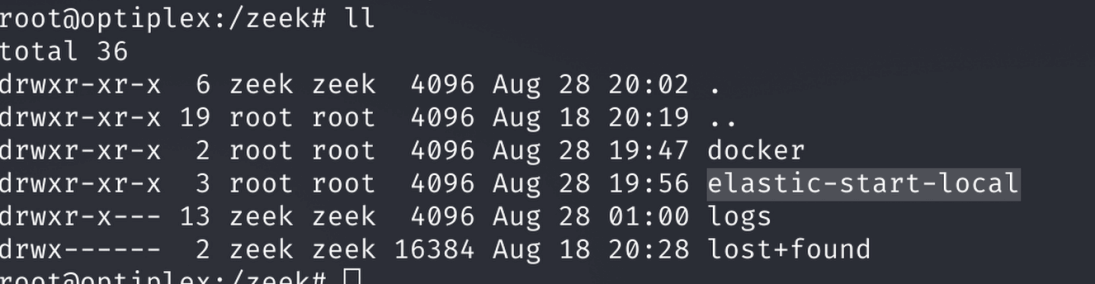 root@optiplex:/zeek# ll
total 36
drwxr-xr-x  6 zeek zeek  4096 Aug 28 20:02 .
drwxr-xr-x 19 root root  4096 Aug 18 20:19 ..
drwxr-xr-x  2 root root  4096 Aug 28 19:47 docker
drwxr-xr-x  3 root root  4096 Aug 28 19:56 elastic-start-local
drwxr-x--- 13 zeek zeek  4096 Aug 28 01:00 logs
drwx------  2 zeek zeek 16384 Aug 18 20:28 lost+found
root@optiplex:/zeek#